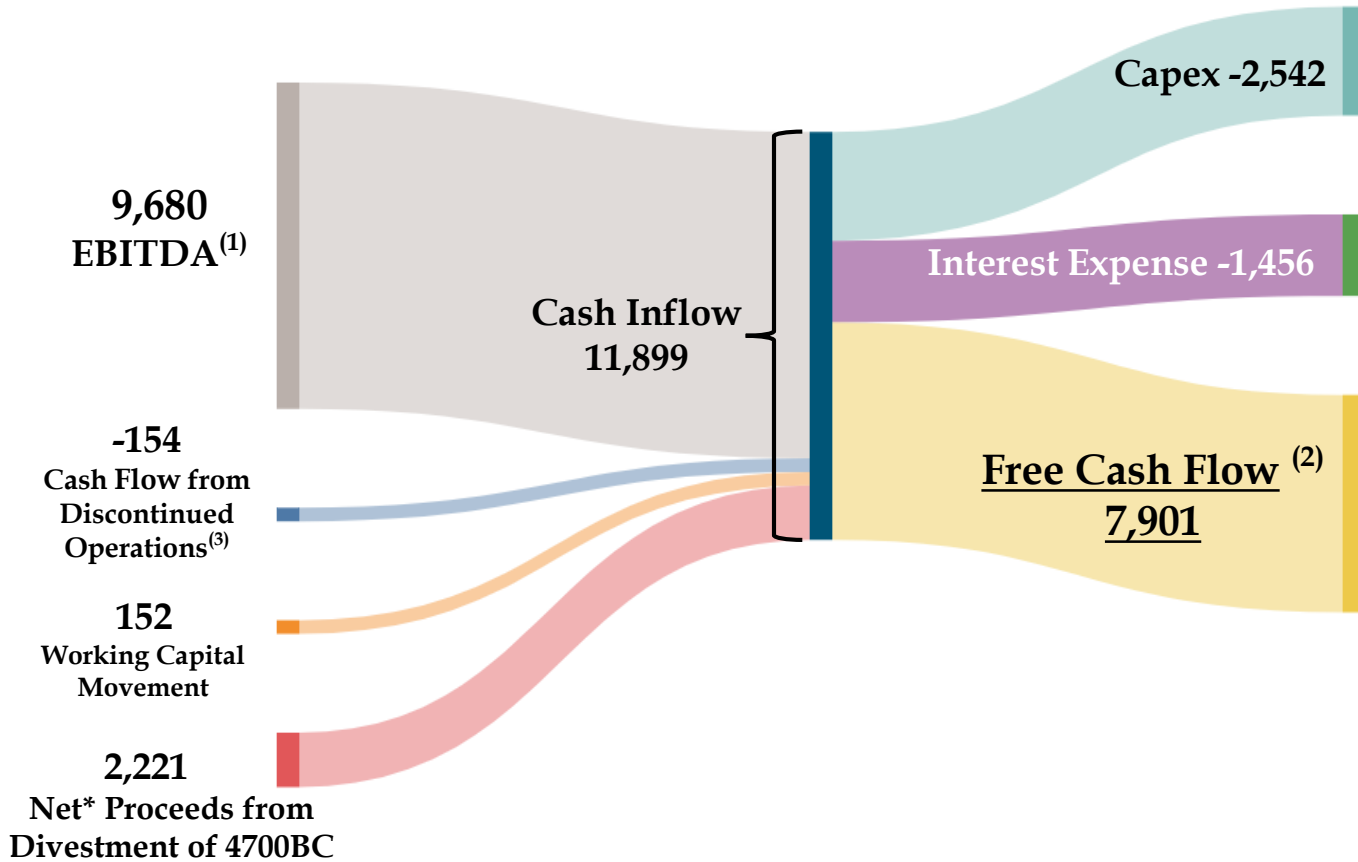 9,680
EBITDA(1)
-154
Cash Flow from
Discontinued
Operations(3)
152
Working Capital
Movement
2,221
Net* Proceeds from
Divestment of 4700BC
Cash Inflow
11,899
Capex -2,542
Interest Expense -1,456
Free Cash Flow (2)
7,901